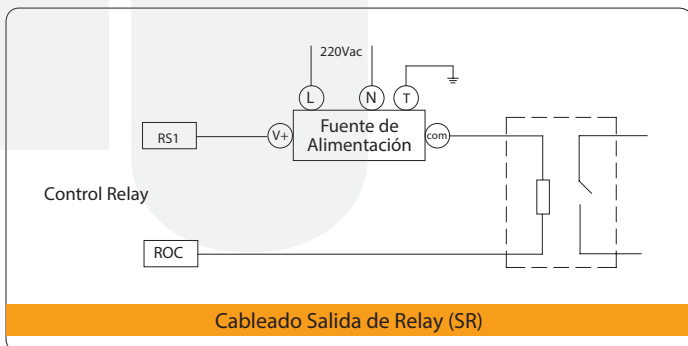 220Vac
L
N
T
RS1
V+
Fuente de
Alimentación
com
Control Relay
ROC
Cableado Salida de Relay (SR)